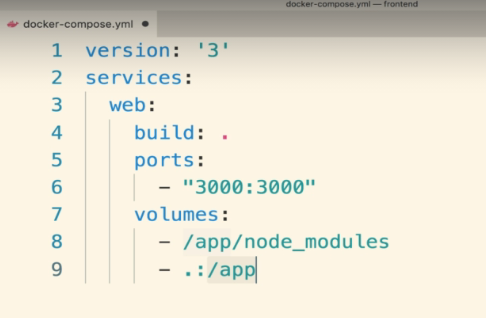 docker-compose.yml — frontend
docker-compose.yml
1 version: '3'
2 services:
3   web:
4     build: .
5     ports:
6       - "3000:3000"
7     volumes:
8       - /app/node_modules
9       - .:/app